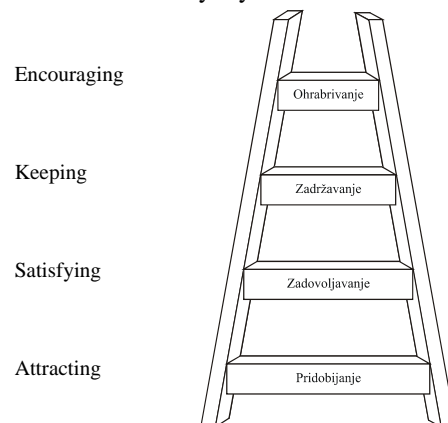 Encouraging
Ohrabrivanje
Keeping
Zadržavanje
Satisfying
Zadovoljavanje
Attracting
Pridobijanje